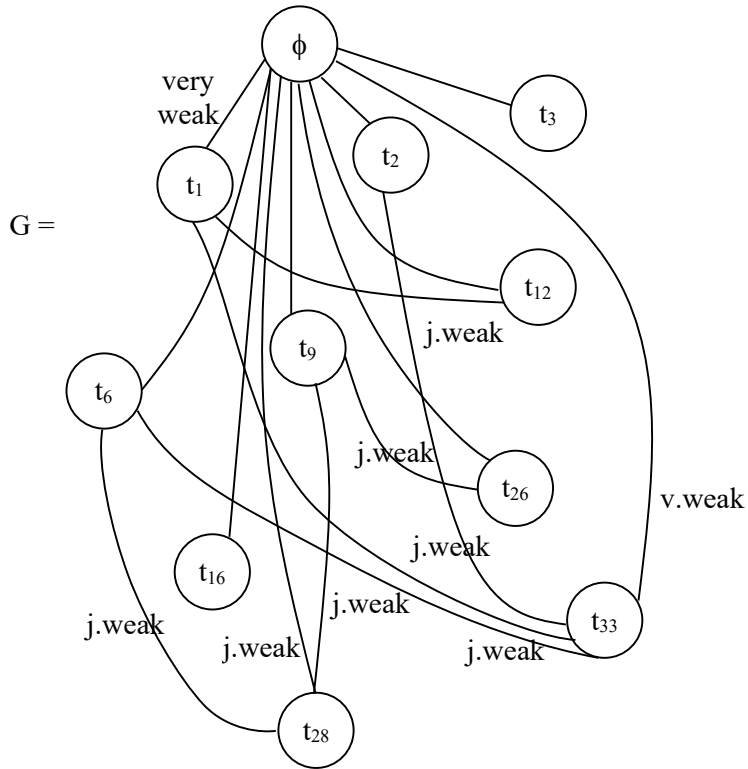 ϕ
very
weak
t₃
t₂
t₁
G =
t₁₂
j.weak
t₉
t₆
j.weak
t₂₆
v.weak
j.weak
t₁₆
j.weak
t₃₃
j.weak
j.weak
j.weak
t₂₈